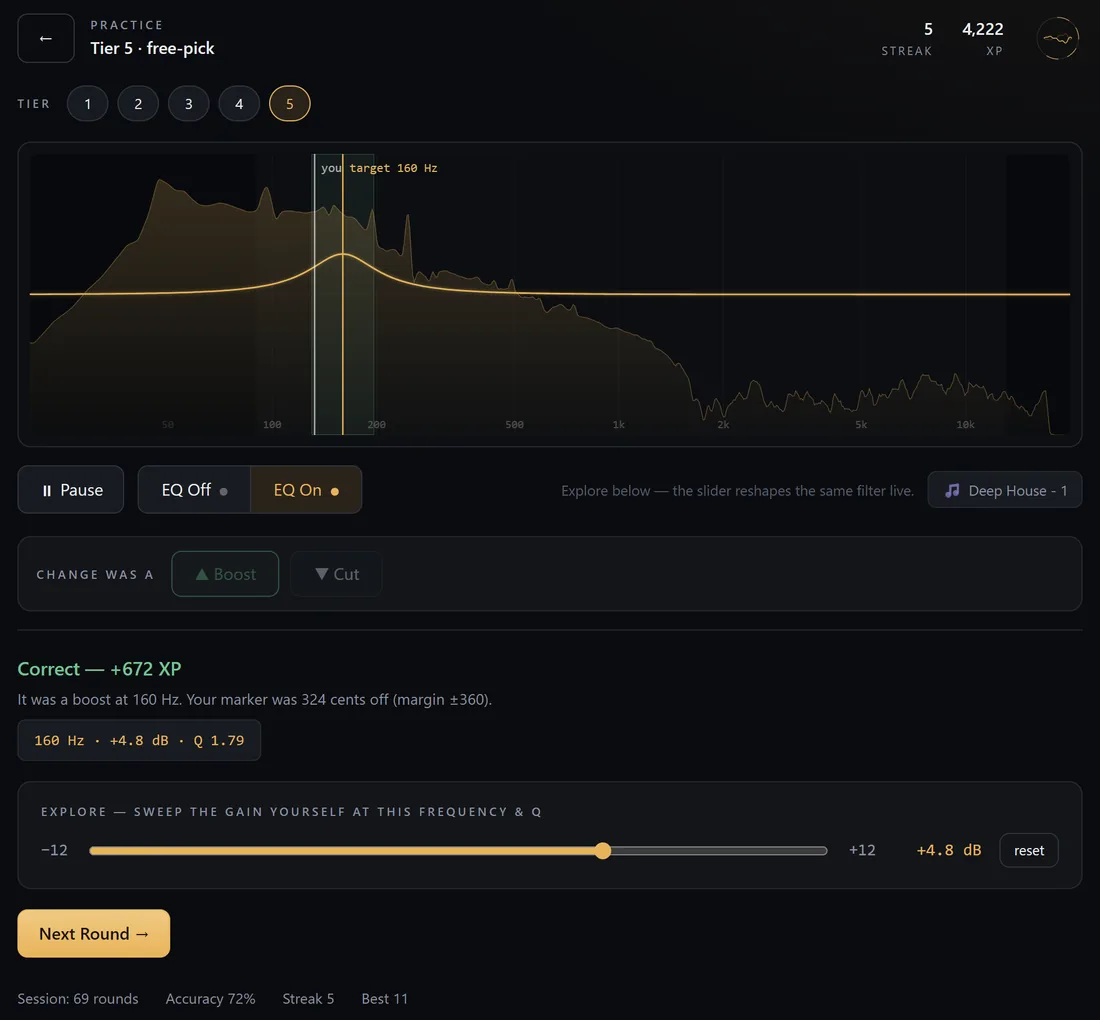 ←
PRACTICE
Tier 5 · free-pick
5
STREAK
4,222
XP
TIER 1 2 3 4 5
you target 160 Hz
50 100 200 500 1k 2k 5k 10k
Pause
EQ Off
EQ On
Explore below — the slider reshapes the same filter live.
Deep House - 1
CHANGE WAS A ▲ Boost ▼ Cut
Correct — +672 XP
It was a boost at 160 Hz. Your marker was 324 cents off (margin ±360).
160 Hz · +4.8 dB · Q 1.79
EXPLORE — SWEEP THE GAIN YOURSELF AT THIS FREQUENCY & Q
−12 +12 +4.8 dB reset
Next Round →
Session: 69 rounds Accuracy 72% Streak 5 Best 11